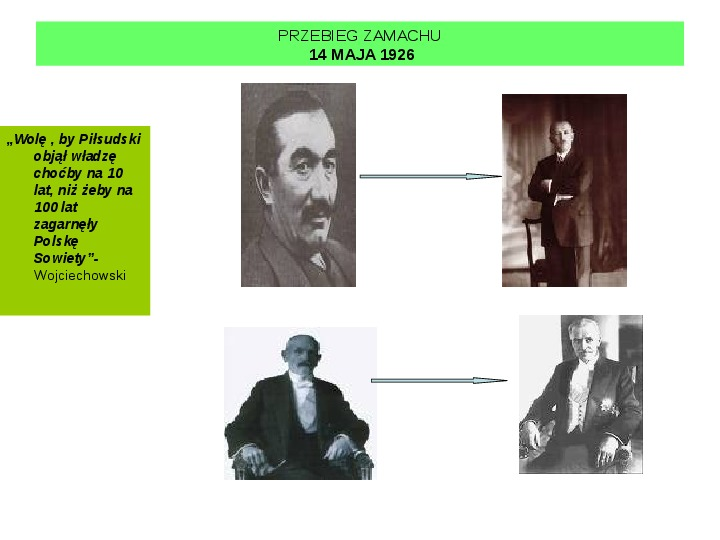 PRZEBIEG ZAMACHU
14 MAJA 1926
„Wolę , by Piłsudski
objął władzę
choćby na 10
lat, niż żeby na
100 lat
zagarnęły
Polskę
Sowiety”-
Wojciechowski